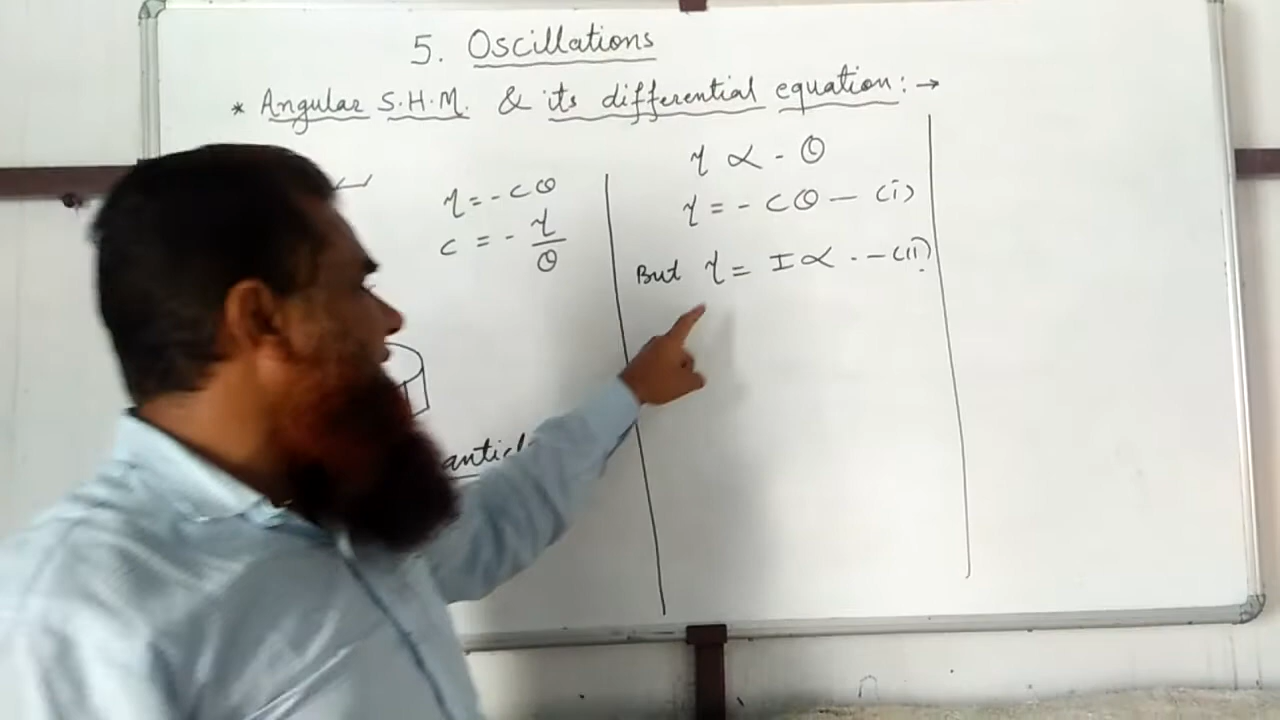 5. Oscillations
* Angular S.H.M. & its differential equation:→
τ = - cθ
c = - τ/θ
τ ∝ - θ
τ = - cθ — (i)
But τ = Iα . — (ii)